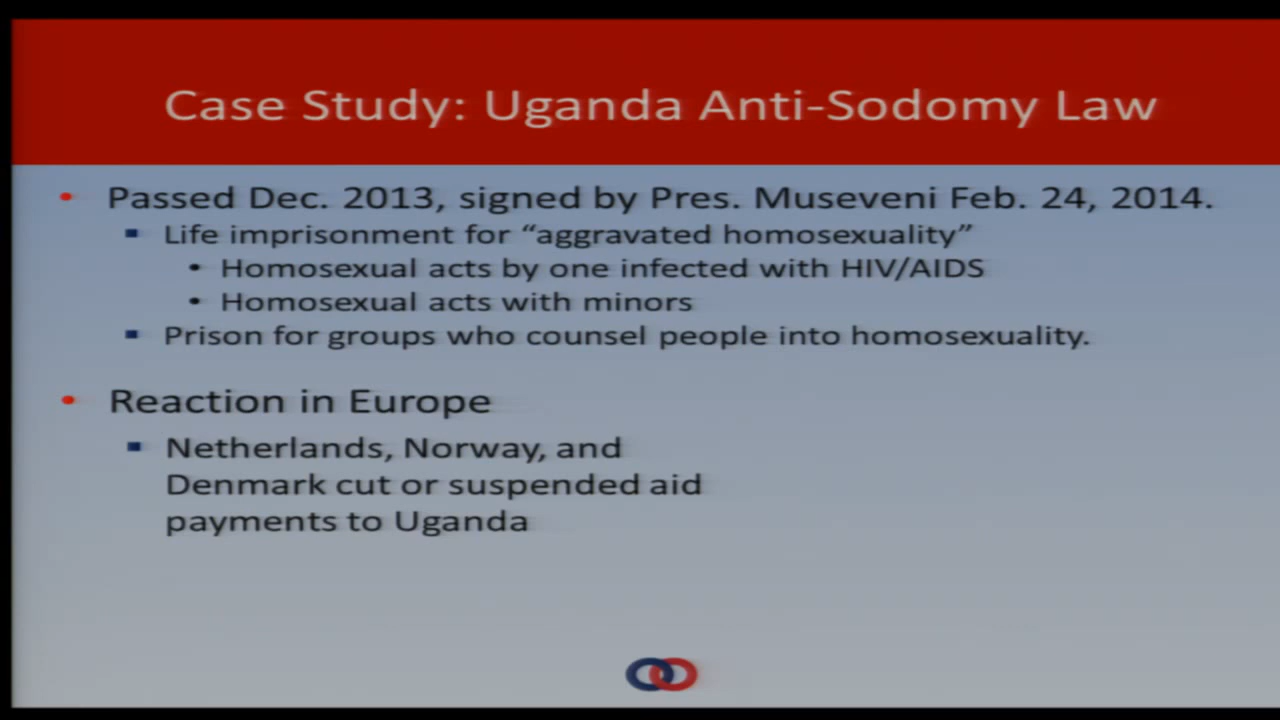 Case Study: Uganda Anti-Sodomy Law
• Passed Dec. 2013, signed by Pres. Museveni Feb. 24, 2014.
▪ Life imprisonment for “aggravated homosexuality”
• Homosexual acts by one infected with HIV/AIDS
• Homosexual acts with minors
▪ Prison for groups who counsel people into homosexuality.
• Reaction in Europe
▪ Netherlands, Norway, and
Denmark cut or suspended aid
payments to Uganda